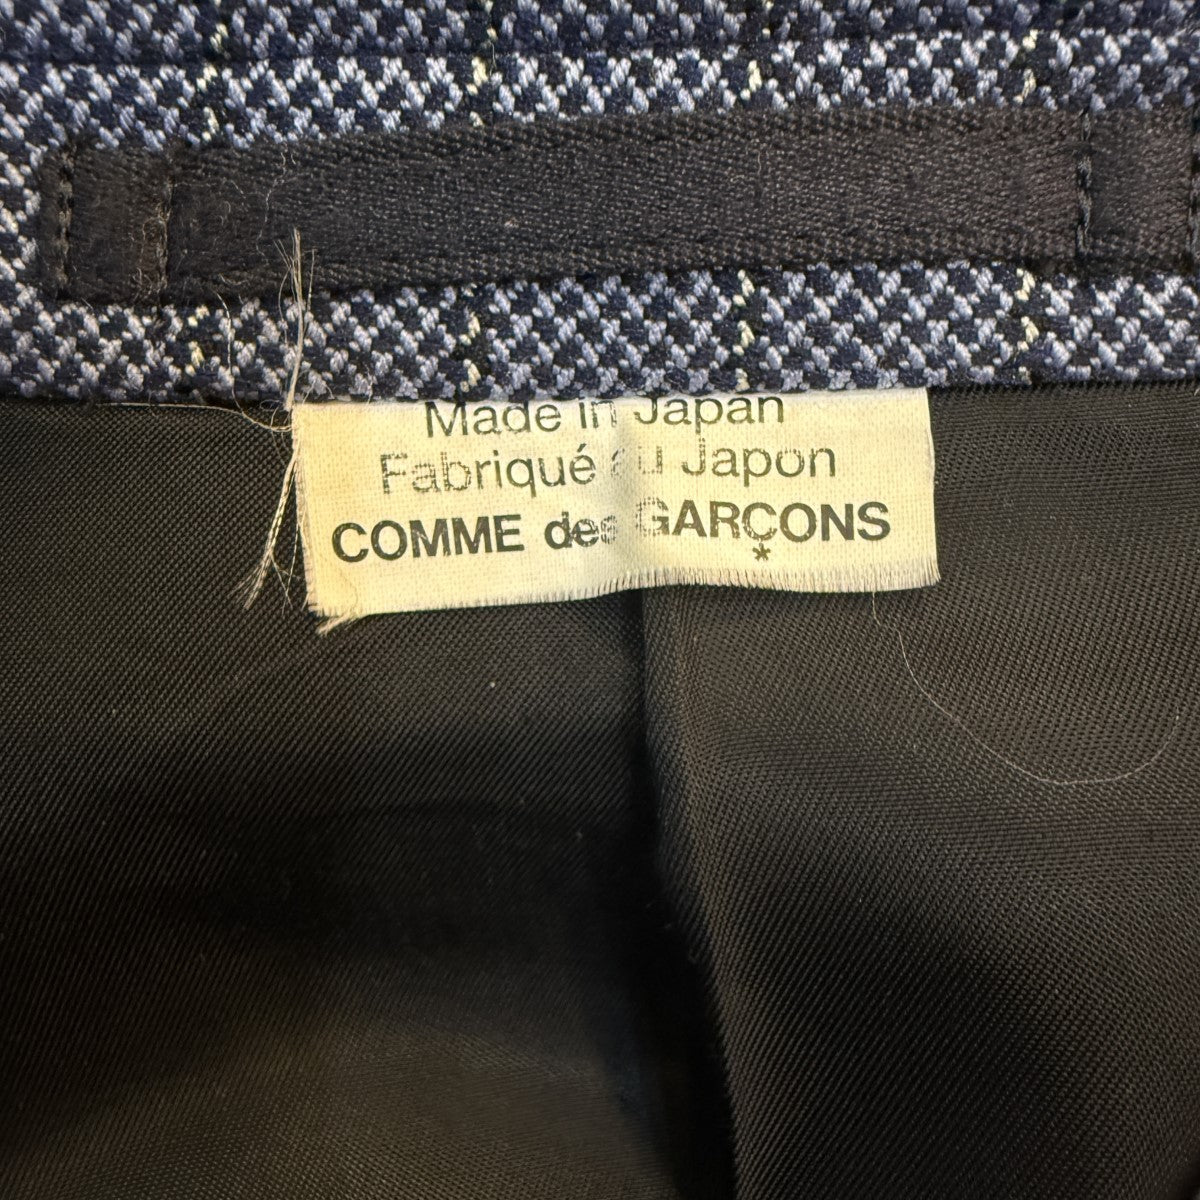 Made in Japan
Fabriqué au Japon
COMME des GARÇONS
*